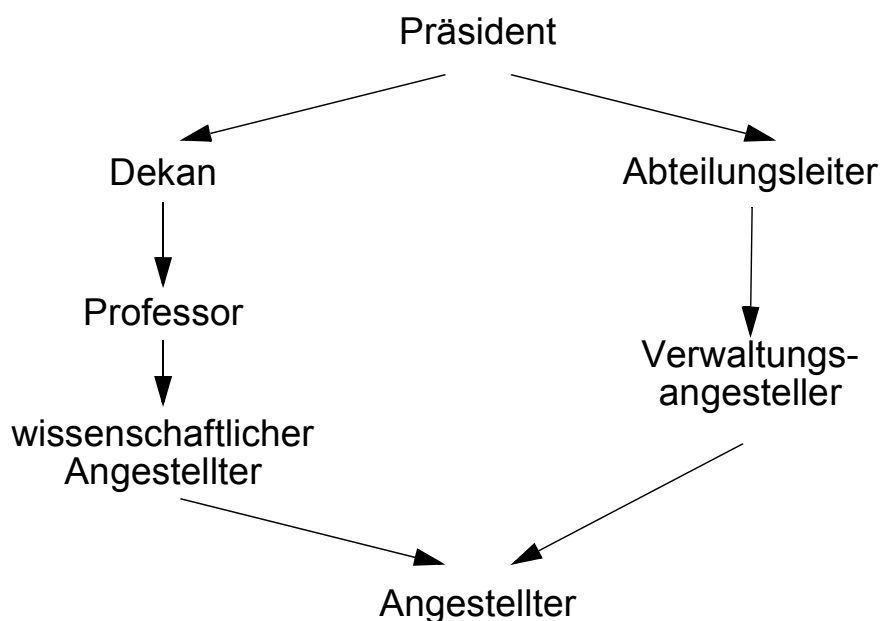 Präsident
Dekan
Abteilungsleiter
Professor
Verwaltungs-
angesteller
wissenschaftlicher
Angestellter
Angestellter